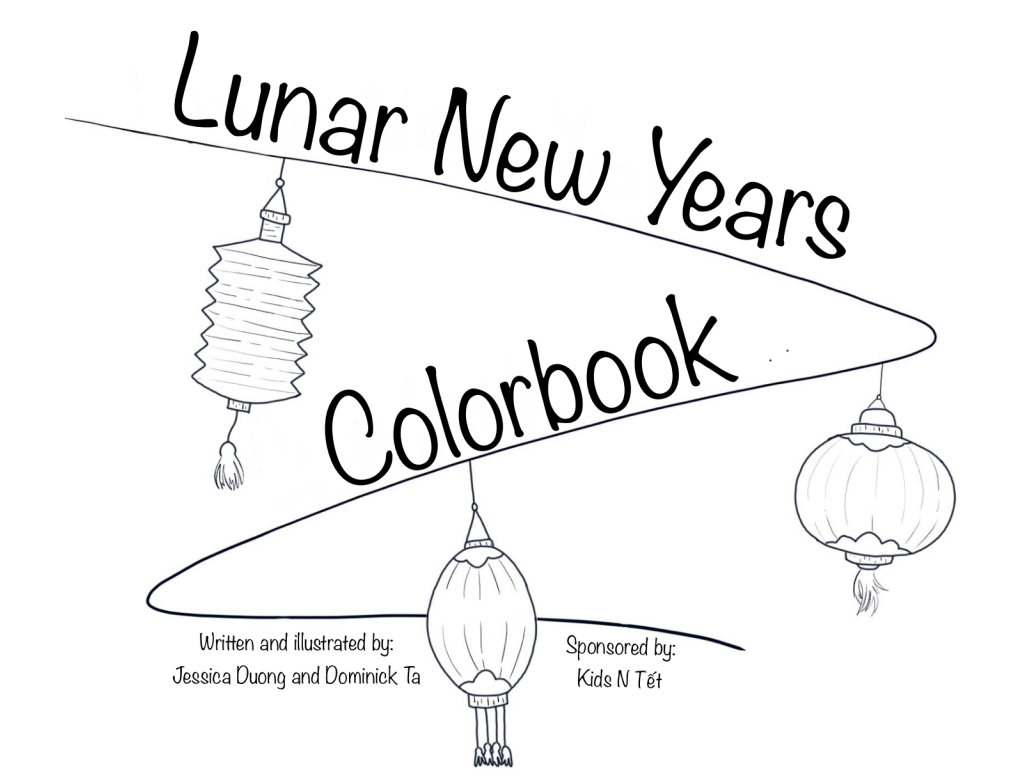 Lunar New Years
Colorbook
Written and illustrated by:
Jessica Duong and Dominick Ta
Sponsored by:
Kids N Tết